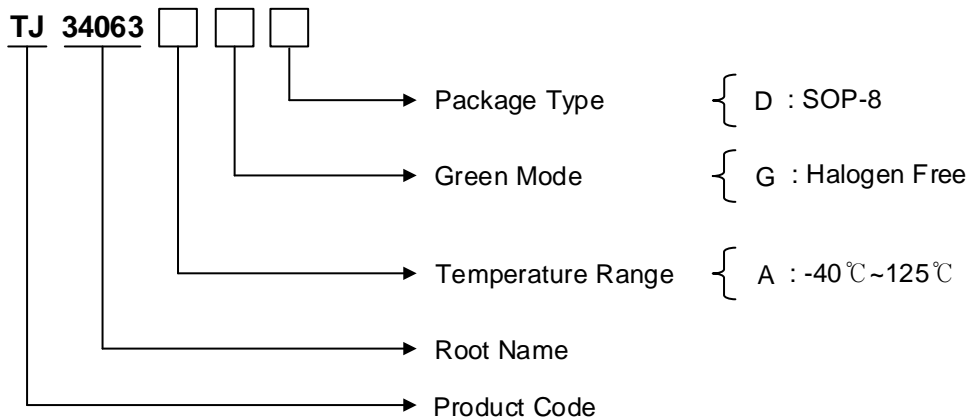 TJ 34063
Package Type D : SOP-8
Green Mode G : Halogen Free
Temperature Range A : -40℃~125℃
Root Name
Product Code